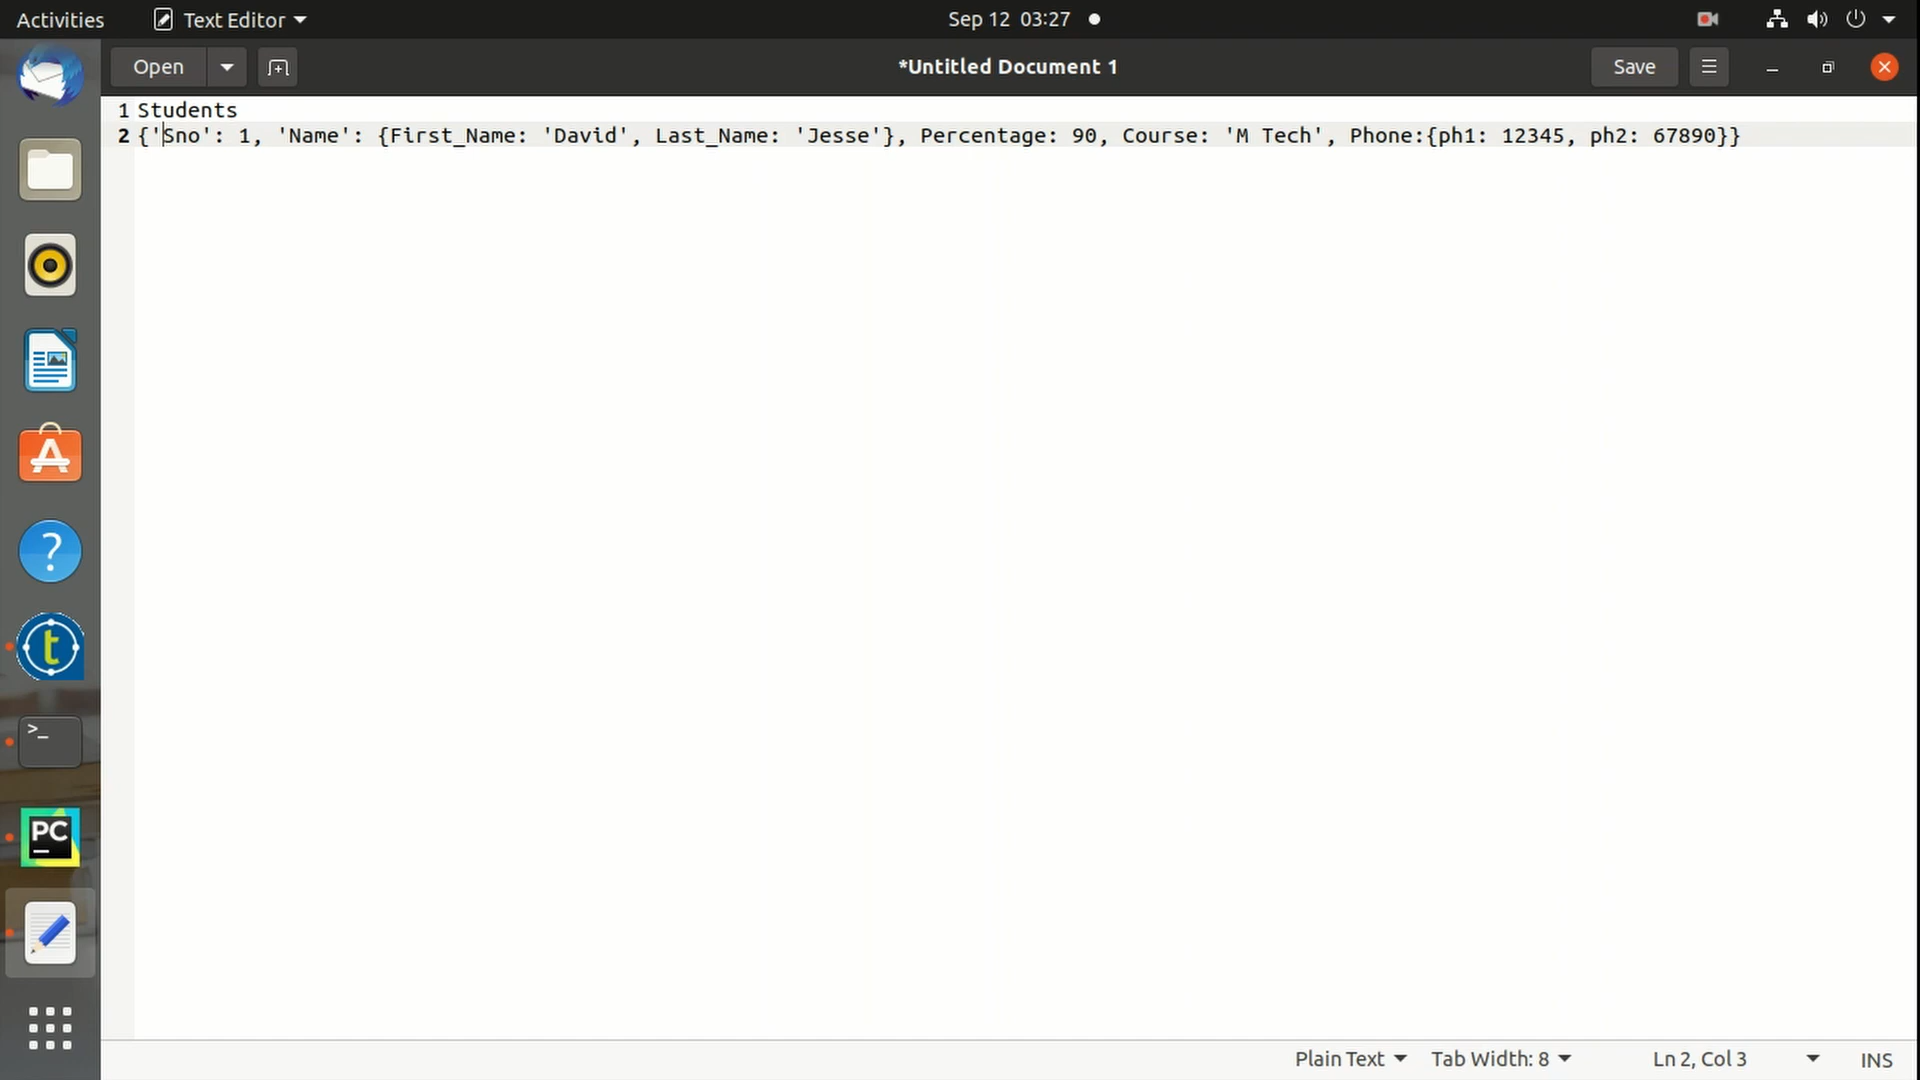 Activities Text Editor Sep 12 03:27
Open *Untitled Document 1 Save
1 Students
2 {'Sno': 1, 'Name': {First_Name: 'David', Last_Name: 'Jesse'}, Percentage: 90, Course: 'M Tech', Phone:{ph1: 12345, ph2: 67890}}
A
?
t
>_
PC
Plain Text Tab Width: 8 Ln 2, Col 3 INS